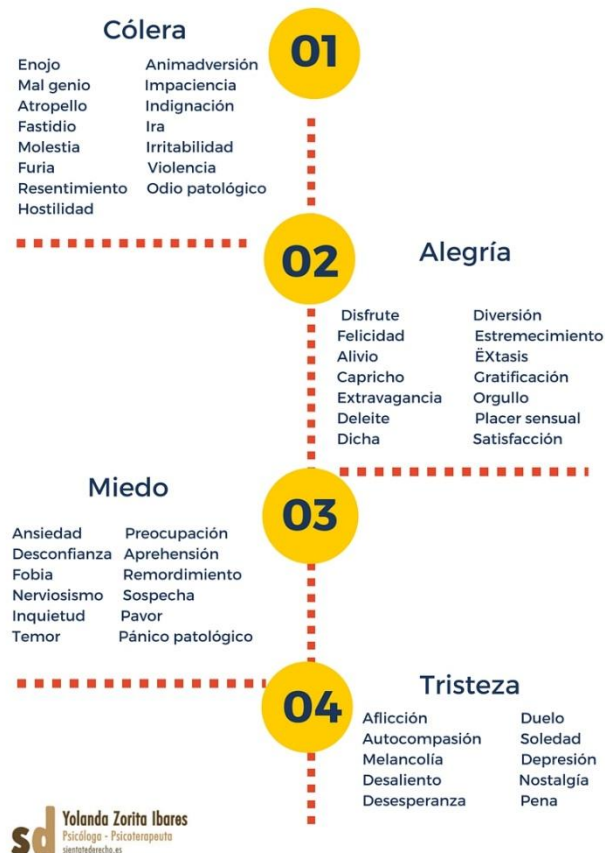 Cólera
01
Enojo Animadversión
Mal genio Impaciencia
Atropello Indignación
Fastidio Ira
Molestia Irritabilidad
Furia Violencia
Resentimiento Odio patológico
Hostilidad
02
Alegría
Disfrute Diversión
Felicidad Estremecimiento
Alivio ËXtasis
Capricho Gratificación
Extravagancia Orgullo
Deleite Placer sensual
Dicha Satisfacción
Miedo
03
Ansiedad Preocupación
Desconfianza Aprehensión
Fobia Remordimiento
Nerviosismo Sospecha
Inquietud Pavor
Temor Pánico patológico
04
Tristeza
Aflicción Duelo
Autocompasión Soledad
Melancolía Depresión
Desaliento Nostalgía
Desesperanza Pena
sd
Yolanda Zorita Ibares
Psicóloga - Psicoterapeuta
sientatederecho.es